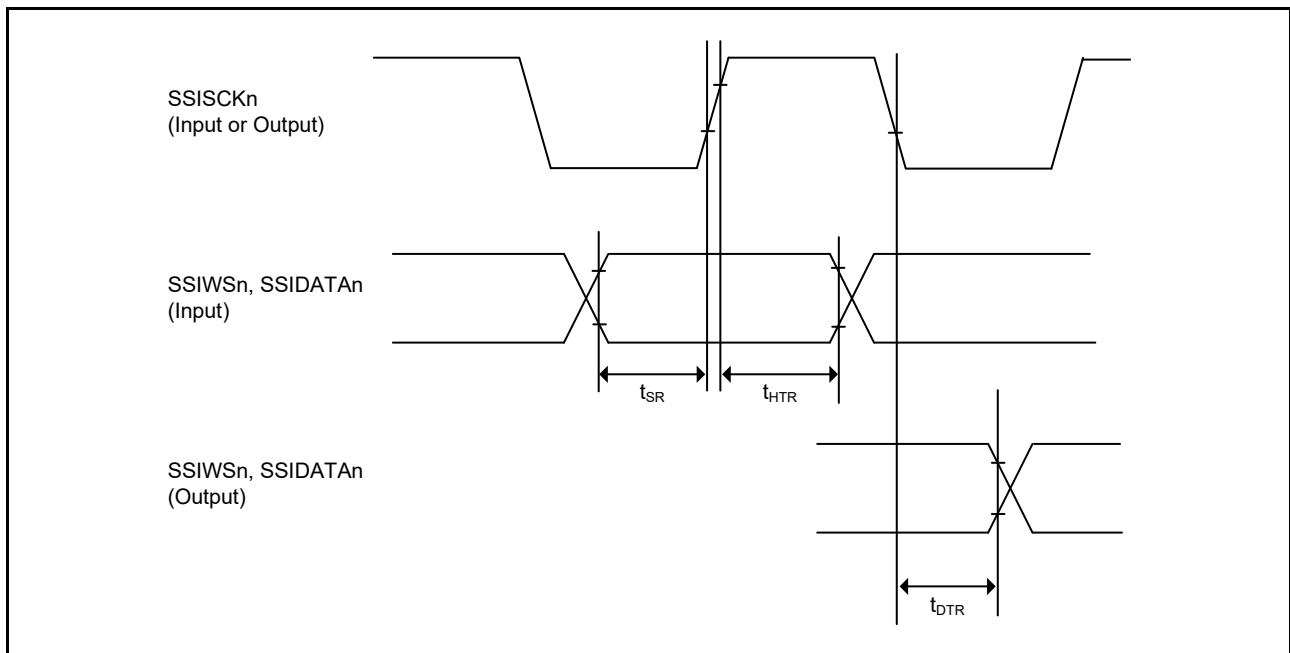 SSISCKn
(Input or Output)
SSIWSn, SSIDATAn
(Input)
tSR
tHTR
SSIWSn, SSIDATAn
(Output)
tDTR